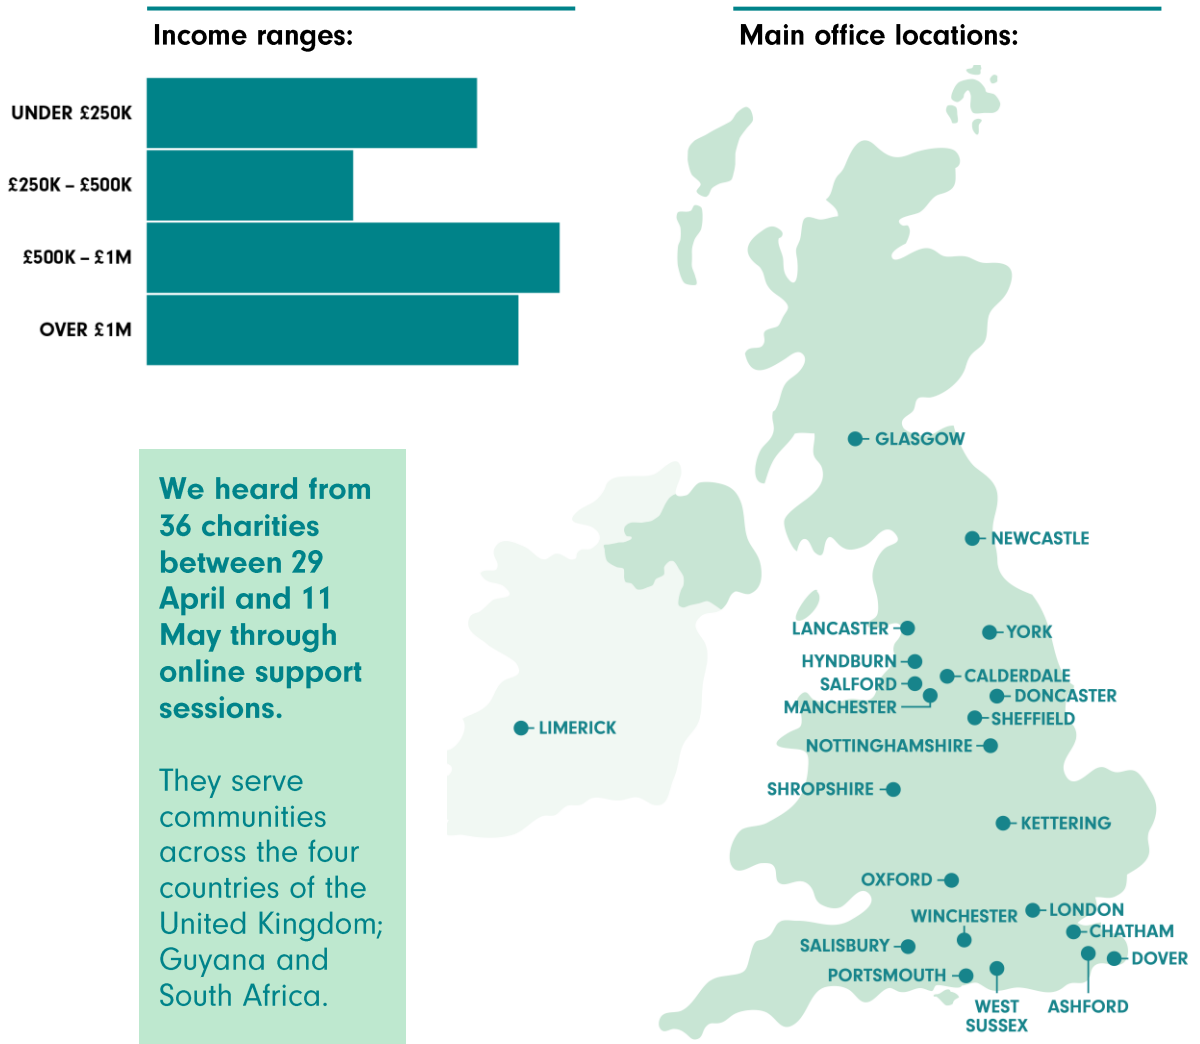 Income ranges:
UNDER £250K
£250K – £500K
£500K – £1M
OVER £1M
We heard from
36 charities
between 29
April and 11
May through
online support
sessions.
They serve
communities
across the four
countries of the
United Kingdom;
Guyana and
South Africa.
Main office locations:
GLASGOW
NEWCASTLE
LANCASTER
YORK
HYNDBURN
CALDERDALE
SALFORD
DONCASTER
MANCHESTER
SHEFFIELD
LIMERICK
NOTTINGHAMSHIRE
SHROPSHIRE
KETTERING
OXFORD
LONDON
WINCHESTER
CHATHAM
SALISBURY
DOVER
PORTSMOUTH
WEST
SUSSEX
ASHFORD